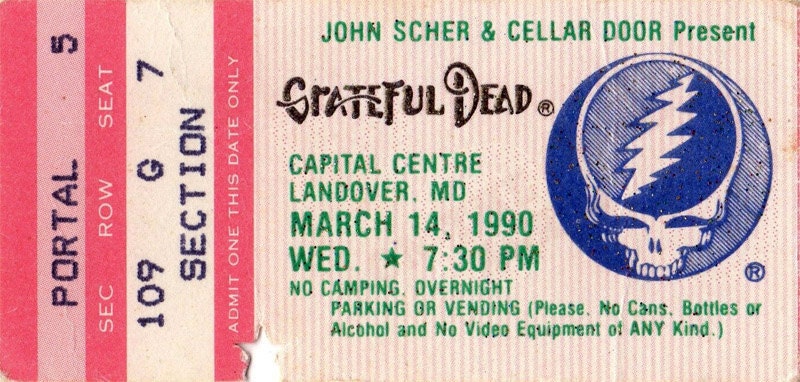 PORTAL 5
SEC ROW SEAT
109 G 7
SECTION
ADMIT ONE THIS DATE ONLY
JOHN SCHER & CELLAR DOOR Present
GRATEFUL DEAD ®
CAPITAL CENTRE
LANDOVER, MD
MARCH 14, 1990
WED. ★ 7:30 PM
NO CAMPING, OVERNIGHT
PARKING OR VENDING (Please, No Cans, Bottles or
Alcohol and No Video Equipment of ANY Kind.)
®